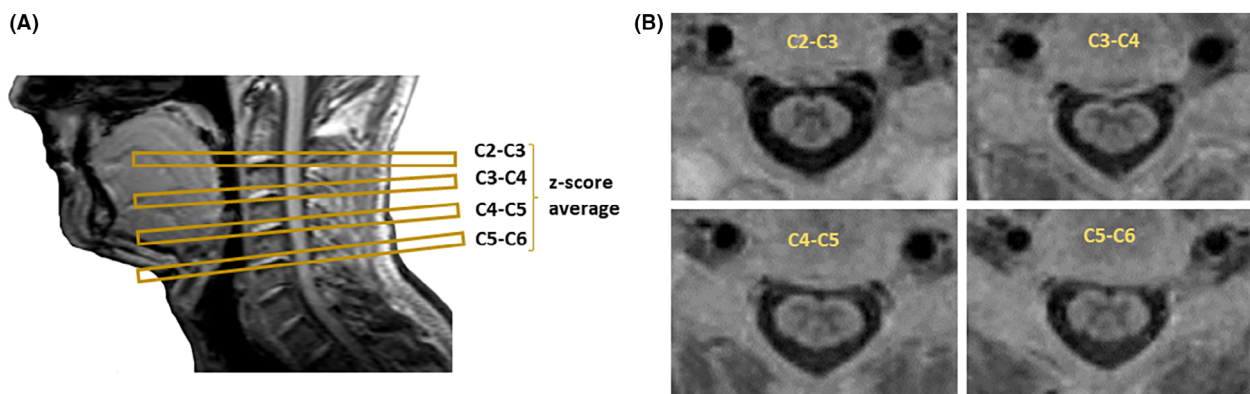 (A)
C2-C3
C3-C4
C4-C5
C5-C6
z-score
average
(B)
C2-C3
C3-C4
C4-C5
C5-C6